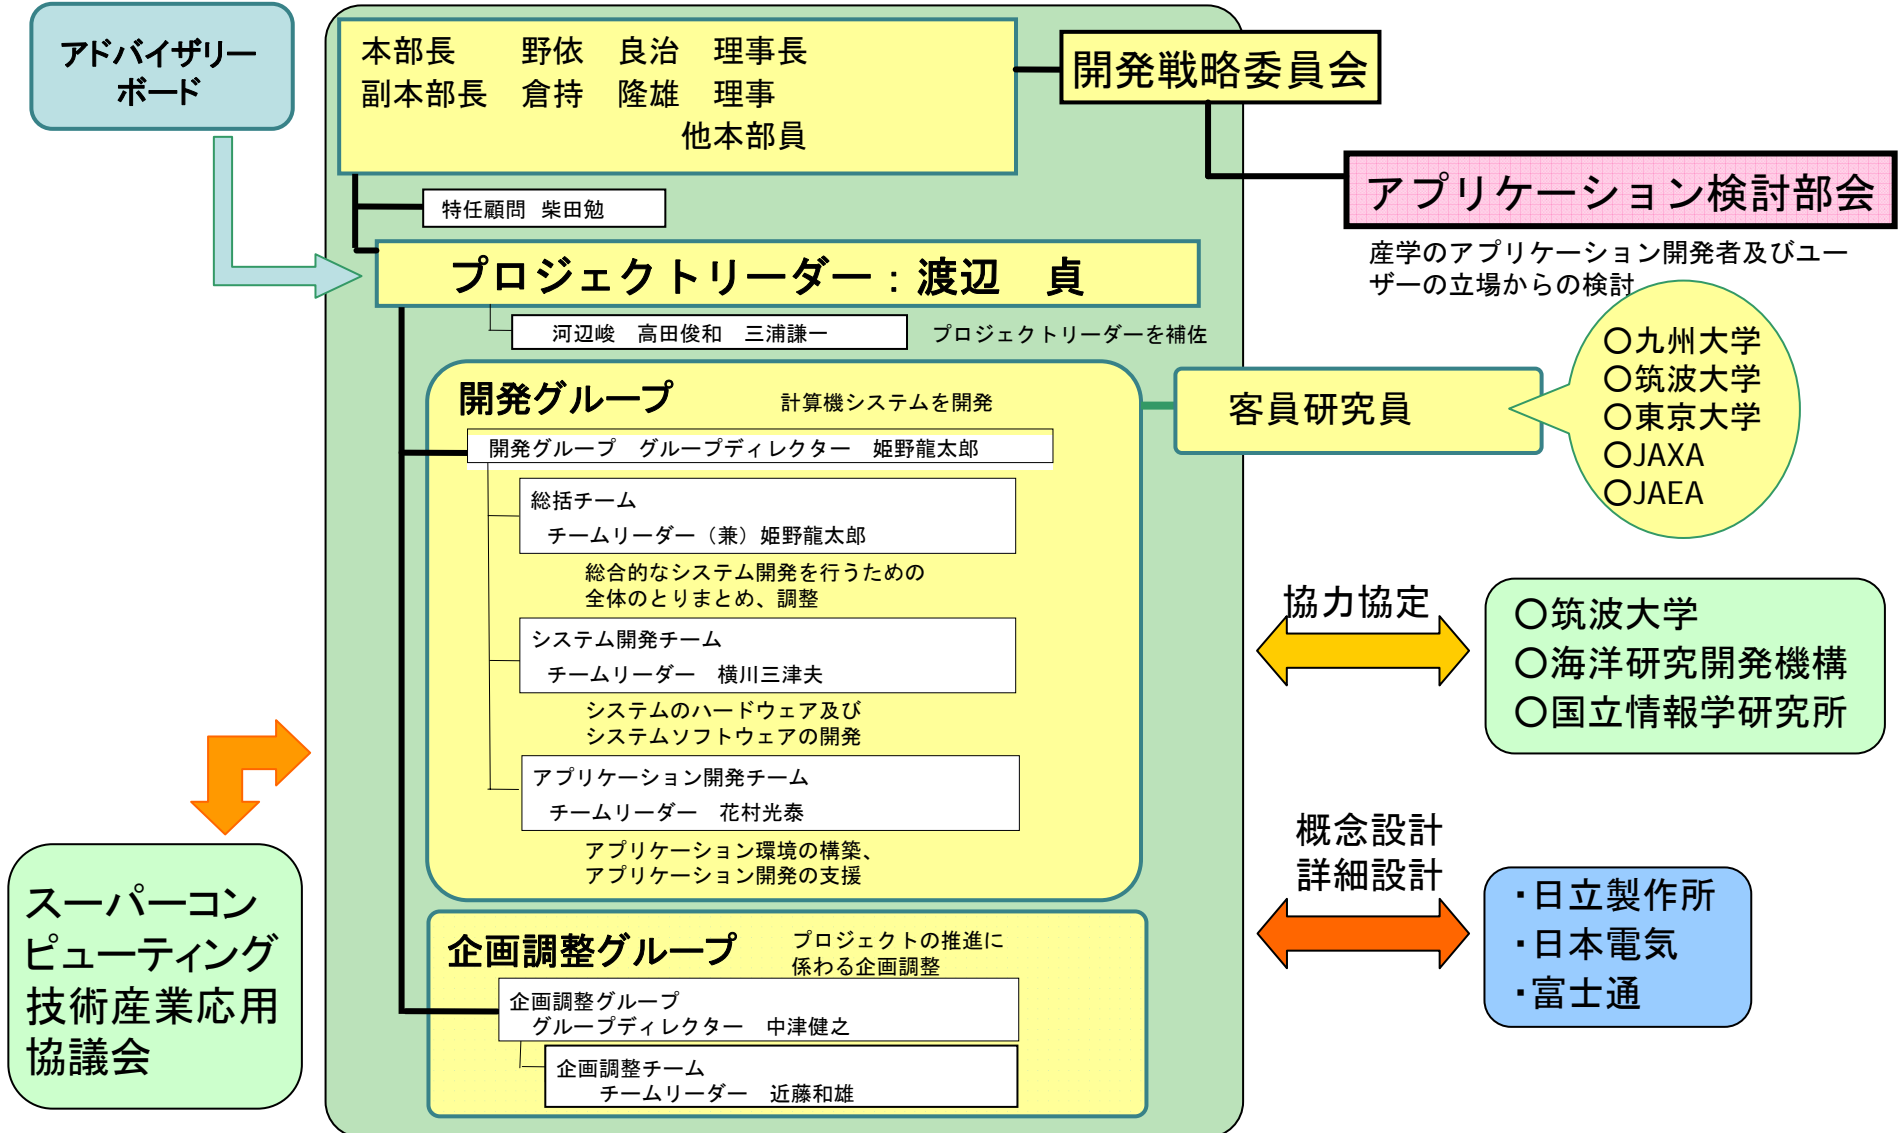 アドバイザリー
ボード
本部長　野依　良治　理事長
副本部長　倉持　隆雄　理事
他本部員
開発戦略委員会
アプリケーション検討部会
産学のアプリケーション開発者及びユー
ザーの立場からの検討
特任顧問　柴田勉
プロジェクトリーダー：渡辺　貞
河辺峻　高田俊和　三浦謙一
プロジェクトリーダーを補佐
開発グループ
計算機システムを開発
開発グループ　グループディレクター　姫野龍太郎
総括チーム
チームリーダー（兼）姫野龍太郎
総合的なシステム開発を行うための
全体のとりまとめ、調整
システム開発チーム
チームリーダー　横川三津夫
システムのハードウェア及び
システムソフトウェアの開発
アプリケーション開発チーム
チームリーダー　花村光泰
アプリケーション環境の構築、
アプリケーション開発の支援
企画調整グループ
プロジェクトの推進に
係わる企画調整
企画調整グループ
グループディレクター　中津健之
企画調整チーム
チームリーダー　近藤和雄
客員研究員
〇九州大学
〇筑波大学
〇東京大学
〇JAXA
〇JAEA
協力協定
〇筑波大学
〇海洋研究開発機構
〇国立情報学研究所
概念設計
詳細設計
・日立製作所
・日本電気
・富士通
スーパーコン
ピューティング
技術産業応用
協議会